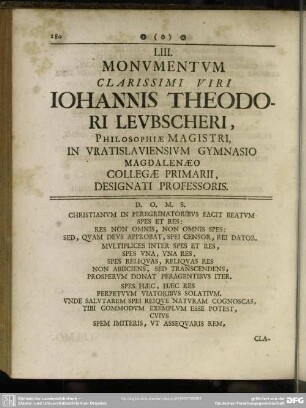 280
(o)
LIII.
MONVMENTVM
CLARISSIMI VIRI
IOHANNIS THEODO-
RI LEVBSCHERI,
PHILOSOPHIÆ MAGISTRI,
IN VRATISLAVIENSIVM GYMNASIO
MAGDALENÆO
COLLEGÆ PRIMARII,
DESIGNATI PROFESSORIS.
D. O. M. S.
CHRISTIANVM IN PEREGRINATORIBVS FACIT BEATVM
SPES ET RES:
RES NON OMNIS, NON OMNIS SPES:
SED, QVAM DEVS APPROBAT, SPEI CENSOR, REI DATOR.
MVLTIPLICES INTER SPES ET RES,
SPES VNA, VNA RES,
SPES RELIQVAS, RELIQVAS RES
NON ABIICIENS, SED TRANSCENDENS,
PROSPERVM DONAT PERAGENTIBVS ITER.
SPES HÆC, HÆC RES
PERPETVVM VIATORIBVS SOLATIVM.
VNDE SALVTAREM SPEI REIQVE NATVRAM COGNOSCAS,
TIBI COMMODVM EXEMPLVM ESSE POTEST,
CVIVS
SPEM IMITERIS, VT ASSEQVARIS REM,
CLA-